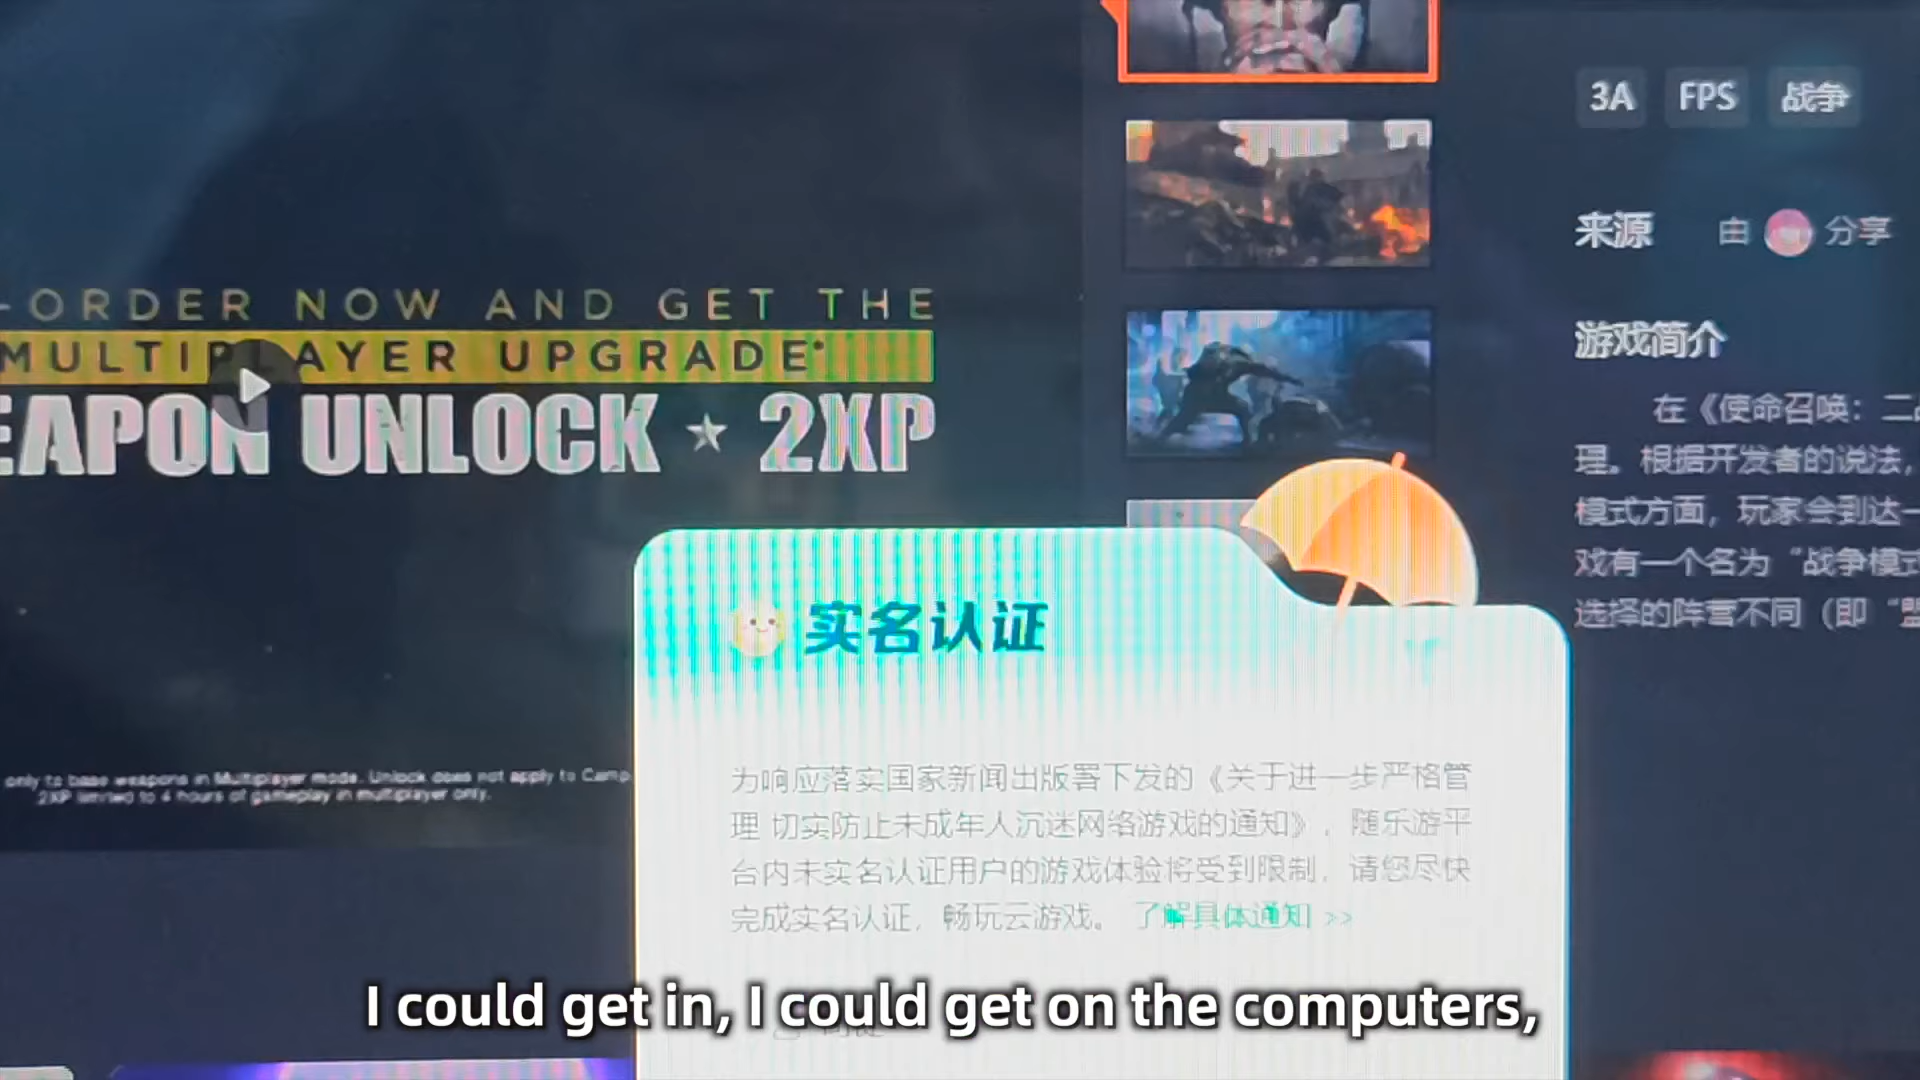 3A
FPS
战争
-ORDER NOW AND GET THE
MULTIPLAYER UPGRADE*
EAPON UNLOCK ★ 2XP
only to base weapons in Multiplayer mode. Unlock does not apply to Camp
2XP limited to 4 hours of gameplay in multiplayer only.
来源
由 分享
游戏简介
在《使命召唤：二
理。根据开发者的说法，
模式方面，玩家会到达一
戏有一个名为“战争模式
选择的阵营不同（即“盟
实名认证
为响应落实国家新闻出版署下发的《关于进一步严格管
理 切实防止未成年人沉迷网络游戏的通知》，随乐游平
台内未实名认证用户的游戏体验将受到限制，请您尽快
完成实名认证，畅玩云游戏。 了解具体通知 >>
I could get in, I could get on the computers,